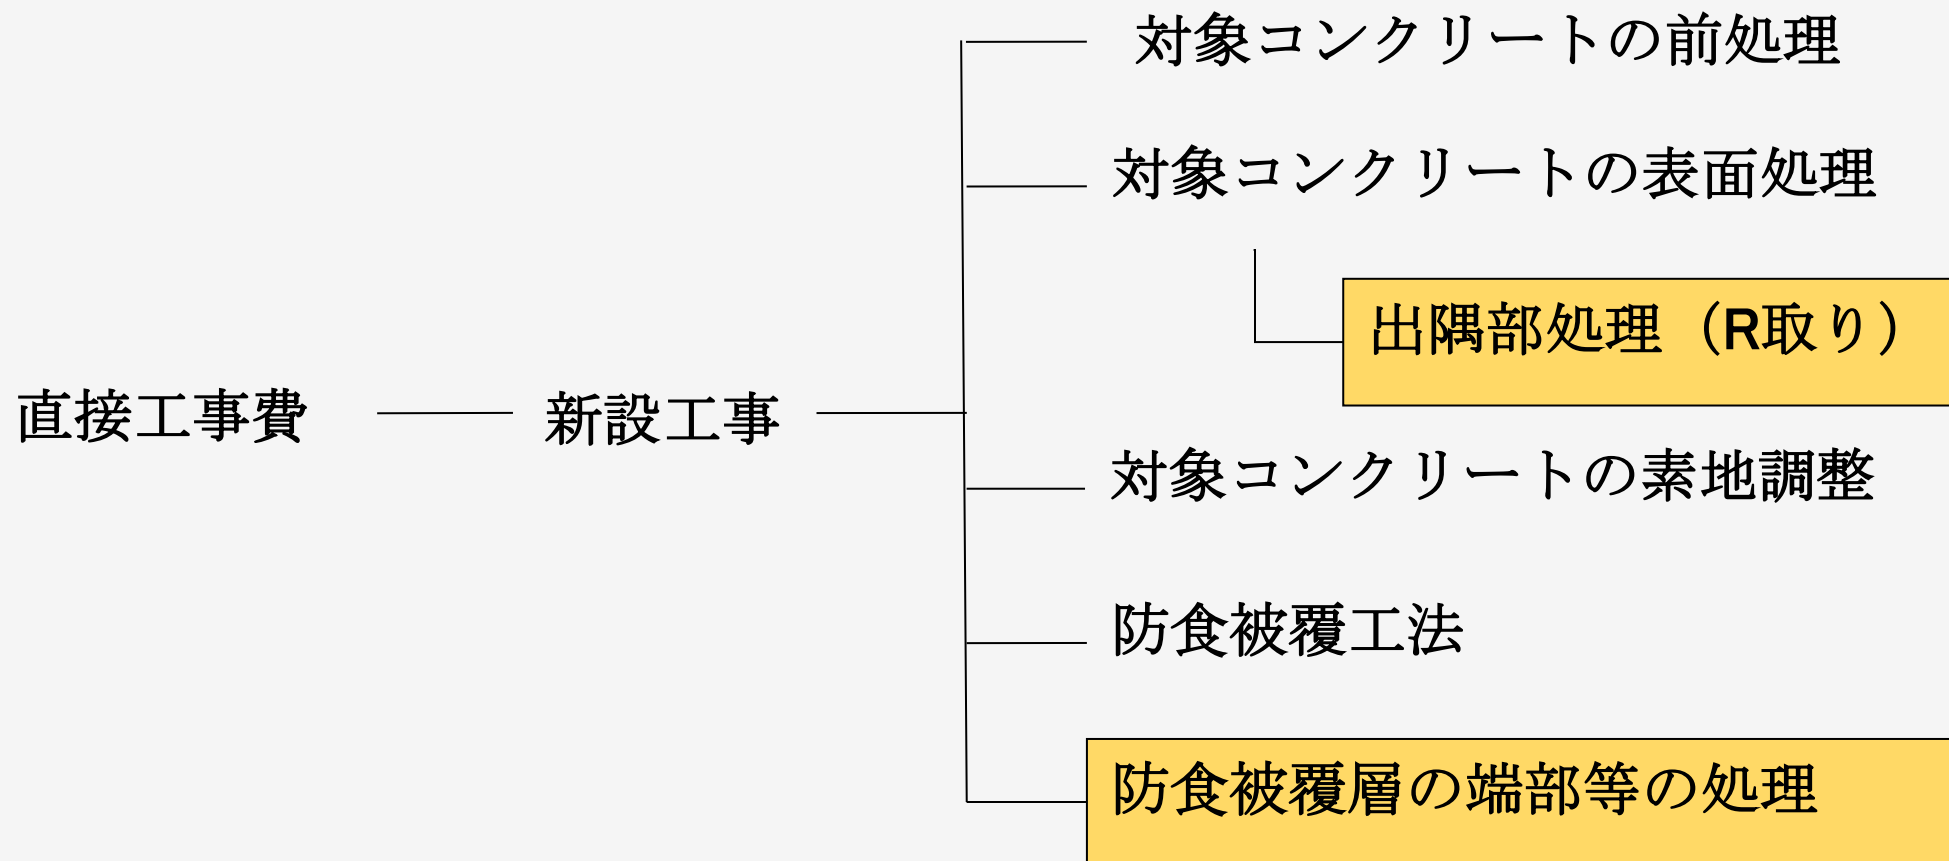 対象コンクリートの前処理
対象コンクリートの表面処理
出隅部処理（R取り）
直接工事費
新設工事
対象コンクリートの素地調整
防食被覆工法
防食被覆層の端部等の処理